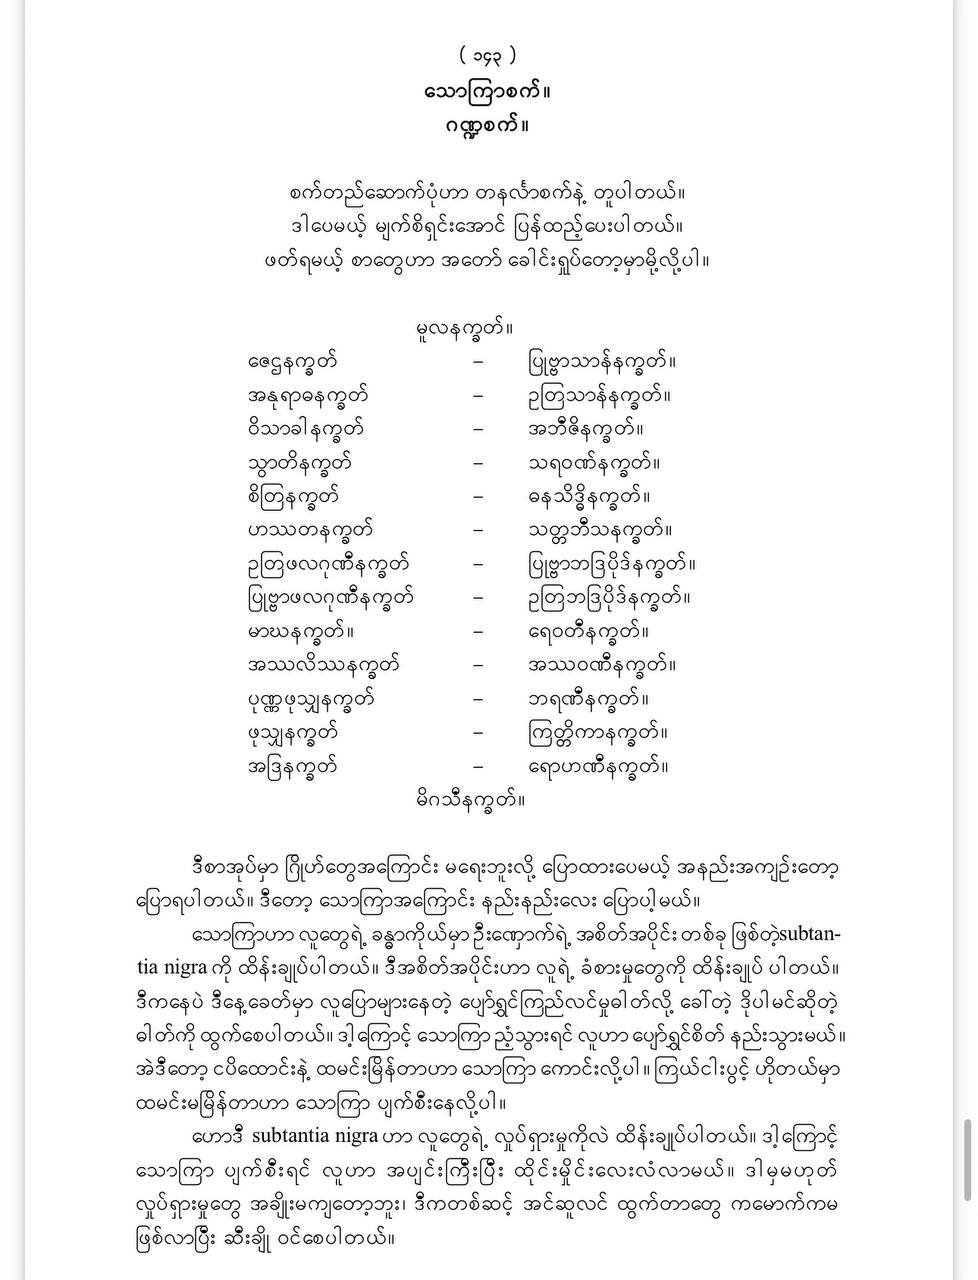 ( ၁၄၃ )
သောကြာစက်။
ဂဏ္ဍစက်။
စက်တည်ဆောက်ပုံဟာ တနင်္လာစက်နဲ့ တူပါတယ်။
ဒါပေမယ့် မျက်စိရှင်းအောင် ပြန်ထည့်ပေးပါတယ်။
ဖတ်ရမယ့် စာတွေဟာ အတော် ခေါင်းရှုပ်တော့မှာမို့လို့ပါ။
မူလနက္ခတ်။
ဇေဌနက္ခတ် – ပြုဗ္ဗာသာန်နက္ခတ်။
အနုရာဓနက္ခတ် – ဥတြသာန်နက္ခတ်။
ဝိသာခါနက္ခတ် – အဘီဇိနက္ခတ်။
သွာတိနက္ခတ် – သရဝဏ်နက္ခတ်။
စိတြနက္ခတ် – ဓနသိဒ္ဓိနက္ခတ်။
ဟဿတနက္ခတ် – သတ္တဘီသနက္ခတ်။
ဥတြဖလဂုဏီနက္ခတ် – ပြုဗ္ဗာဘဒြပိုဒ်နက္ခတ်။
ပြုဗ္ဗာဖလဂုဏီနက္ခတ် – ဥတြဘဒြပိုဒ်နက္ခတ်။
မာဃနက္ခတ်။ – ရေဝတီနက္ခတ်။
အဿလိဿနက္ခတ် – အဿဝဏီနက္ခတ်။
ပုဏ္ဏဖုသျှနက္ခတ် – ဘရဏီနက္ခတ်။
ဖုသျှနက္ခတ် – ကြတ္တိကာနက္ခတ်။
အဒြနက္ခတ် – ရောဟဏီနက္ခတ်။
မိဂသီနက္ခတ်။
ဒီစာအုပ်မှာ ဂြိုဟ်တွေအကြောင်း မရေးဘူးလို့ ပြောထားပေမယ့် အနည်းအကျဉ်းတော့
ပြောရပါတယ်။ ဒီတော့ သောကြာအကြောင်း နည်းနည်းလေး ပြောပါ့မယ်။
သောကြာဟာ လူတွေရဲ့ ခန္ဓာကိုယ်မှာ ဦးဏှောက်ရဲ့ အစိတ်အပိုင်း တစ်ခု ဖြစ်တဲ့subtan-
tia nigra ကို ထိန်းချုပ်ပါတယ်။ ဒီအစိတ်အပိုင်းဟာ လူရဲ့ ခံစားမှုတွေကို ထိန်းချုပ် ပါတယ်။
ဒီကနေပဲ ဒီနေ့ခေတ်မှာ လူပြောများနေတဲ့ ပျော်ရွှင်ကြည်လင်မှုဓါတ်လို့ ခေါ်တဲ့ ဒိုပါမင်ဆိုတဲ့
ဓါတ်ကို ထွက်စေပါတယ်။ ဒါ့ကြောင့် သောကြာညံ့သွားရင် လူဟာ ပျော်ရွှင်စိတ် နည်းသွားမယ်။
အဲဒီတော့ ငပိထောင်းနဲ့ ထမင်းမြိန်တာဟာ သောကြာ ကောင်းလို့ပါ။ ကြယ်ငါးပွင့် ဟိုတယ်မှာ
ထမင်းမမြိန်တာဟာ သောကြာ ပျက်စီးနေလို့ပါ။
ဟောဒီ subtantia nigra ဟာ လူတွေရဲ့ လှုပ်ရှားမှုကိုလဲ ထိန်းချုပ်ပါတယ်။ ဒါ့ကြောင့်
သောကြာ ပျက်စီးရင် လူဟာ အပျင်းကြီးပြီး ထိုင်းမှိုင်းလေးလံလာမယ်။ ဒါမှမဟုတ်
လှုပ်ရှားမှုတွေ အချိုးမကျတော့ဘူး၊ ဒီကတစ်ဆင့် အင်ဆူလင် ထွက်တာတွေ ကမောက်ကမ
ဖြစ်လာပြီး ဆီးချို ဝင်စေပါတယ်။